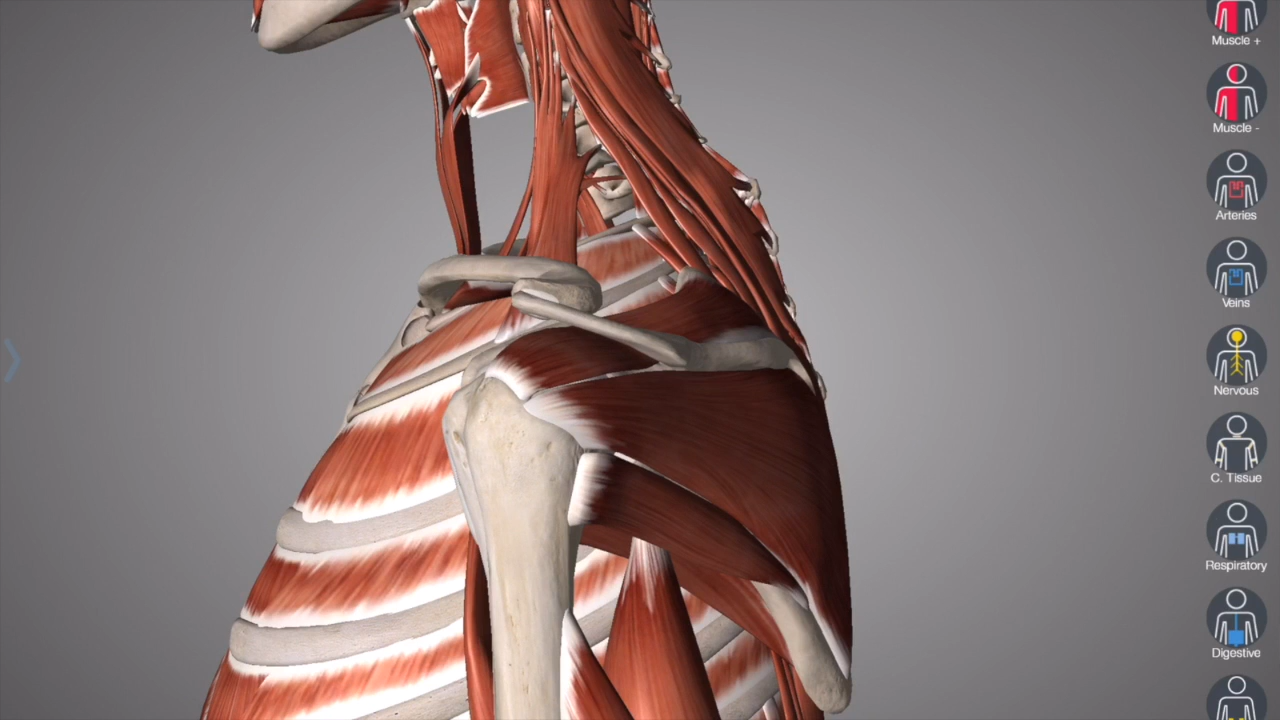 Muscle +
Muscle -
Arteries
Veins
Nervous
C. Tissue
Respiratory
Digestive